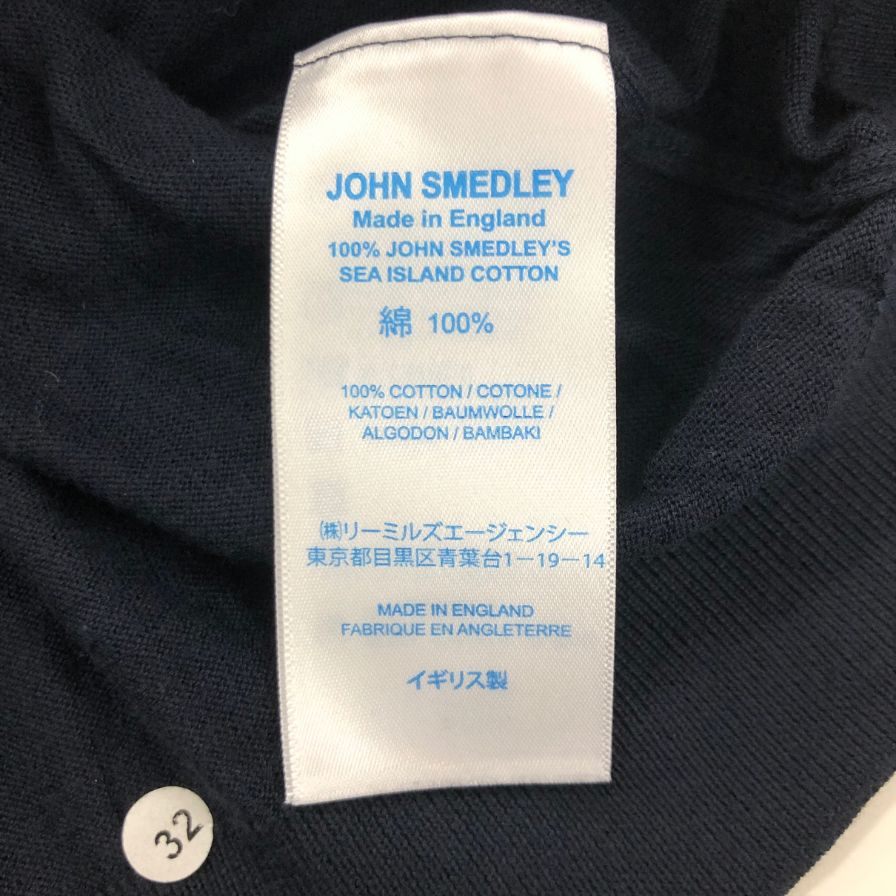 JOHN SMEDLEY
Made in England
100% JOHN SMEDLEY'S
SEA ISLAND COTTON
綿 100%
100% COTTON / COTONE /
KATOEN / BAUMWOLLE /
ALGODON / BAMBAKI
㈱リーミルズエージェンシー
東京都目黒区青葉台1-19-14
MADE IN ENGLAND
FABRIQUE EN ANGLETERRE
イギリス製
32